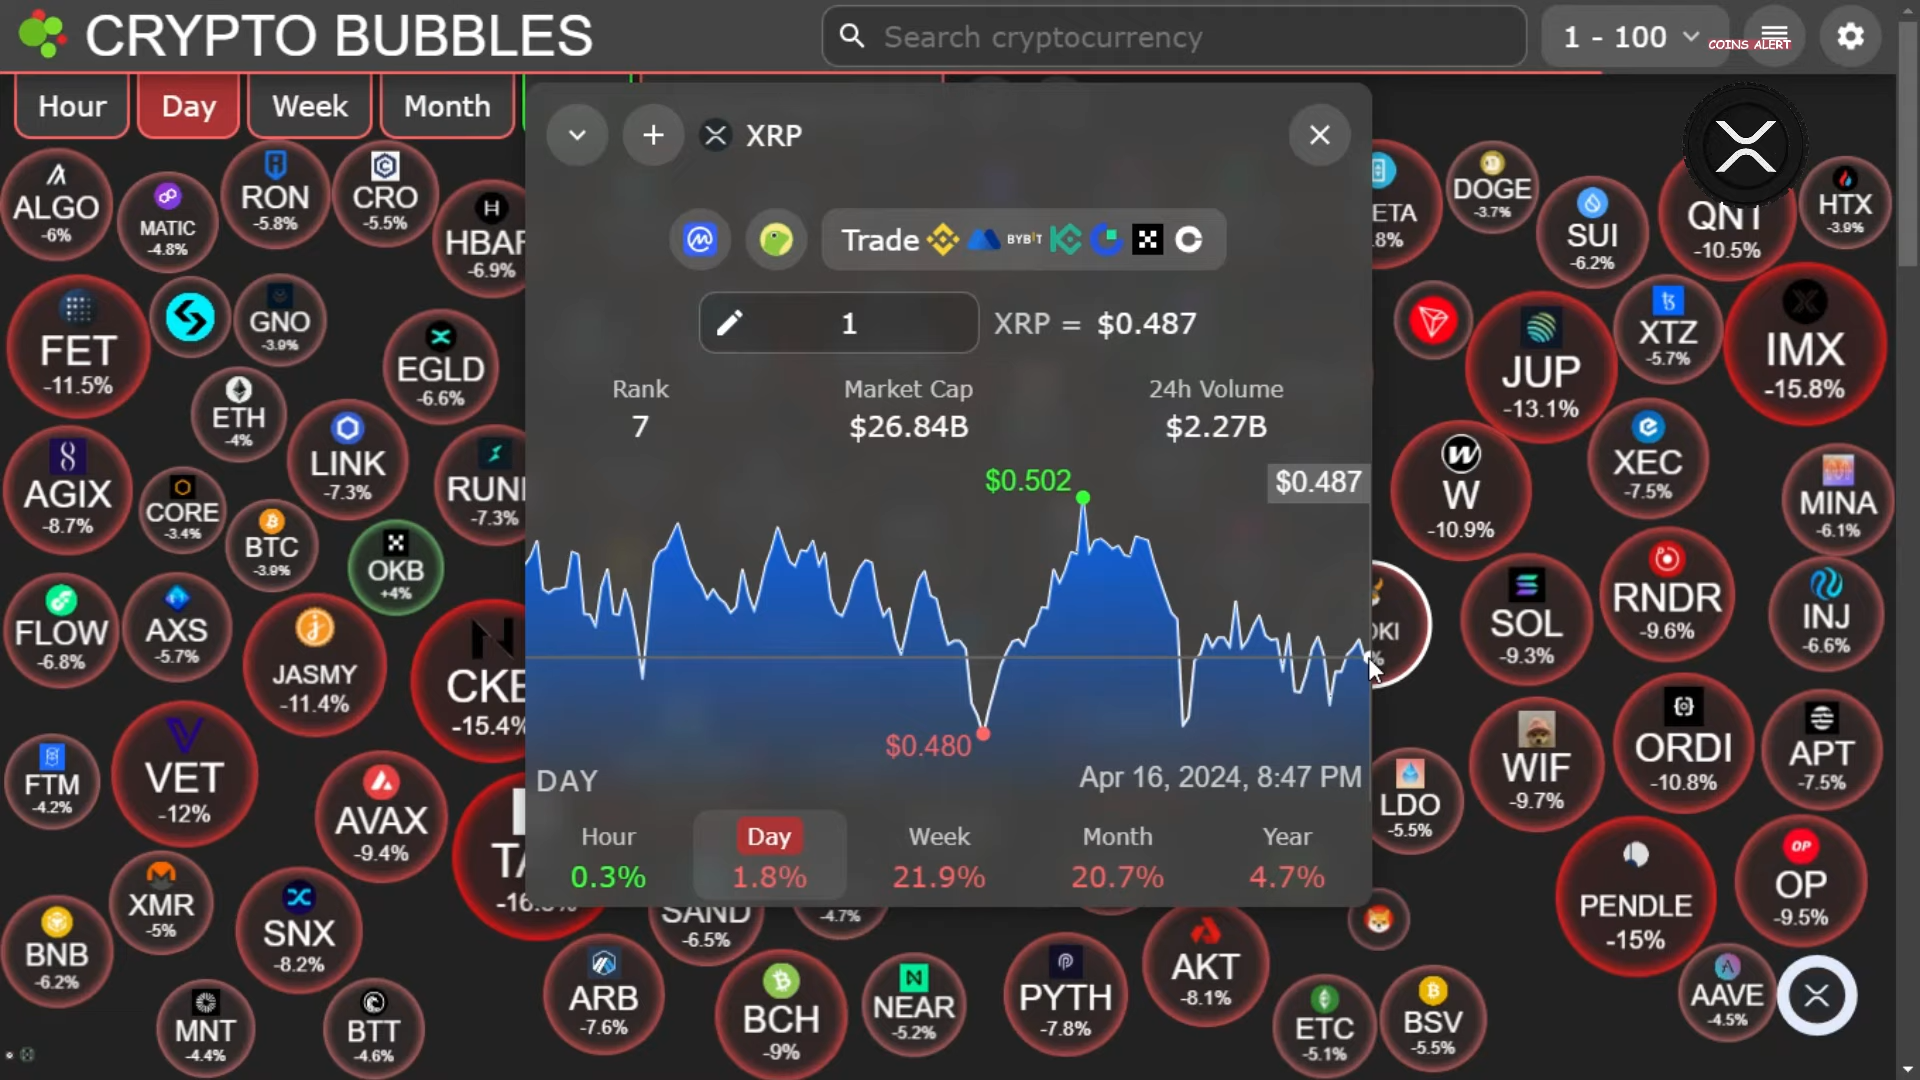 CRYPTO BUBBLES
Search cryptocurrency
1 - 100
COINS ALERT
Hour
Day
Week
Month
XRP
Trade
BYBIT
1
XRP = $0.487
Rank
7
Market Cap
$26.84B
24h Volume
$2.27B
$0.502
$0.487
$0.480
DAY
Apr 16, 2024, 8:47 PM
Hour
0.3%
Day
1.8%
Week
21.9%
Month
20.7%
Year
4.7%
ALGO
-6%
MATIC
-4.8%
RON
-5.8%
CRO
-5.5%
HBAR
-6.9%
FET
-11.5%
GNO
-3.9%
EGLD
-6.6%
ETH
-4%
LINK
-7.3%
AGIX
-8.7%
CORE
-3.4%
BTC
-3.9%
OKB
+4%
RUN
-7.3%
FLOW
-6.8%
AXS
-5.7%
JASMY
-11.4%
CKB
-15.4%
FTM
-4.2%
VET
-12%
AVAX
-9.4%
XMR
-5%
BNB
-6.2%
SNX
-8.2%
MNT
-4.4%
BTT
-4.6%
ARB
-7.6%
SAND
-6.5%
-4.7%
BCH
-9%
NEAR
-5.2%
PYTH
-7.8%
AKT
-8.1%
ETC
-5.1%
BSV
-5.5%
ETA
DOGE
-3.7%
SUI
-6.2%
QNT
-10.5%
HTX
-3.9%
JUP
-13.1%
XTZ
-5.7%
IMX
-15.8%
W
-10.9%
XEC
-7.5%
MINA
-6.1%
OKI
SOL
-9.3%
RNDR
-9.6%
INJ
-6.6%
LDO
-5.5%
WIF
-9.7%
ORDI
-10.8%
APT
-7.5%
PENDLE
-15%
OP
OP
-9.5%
AAVE
-4.5%